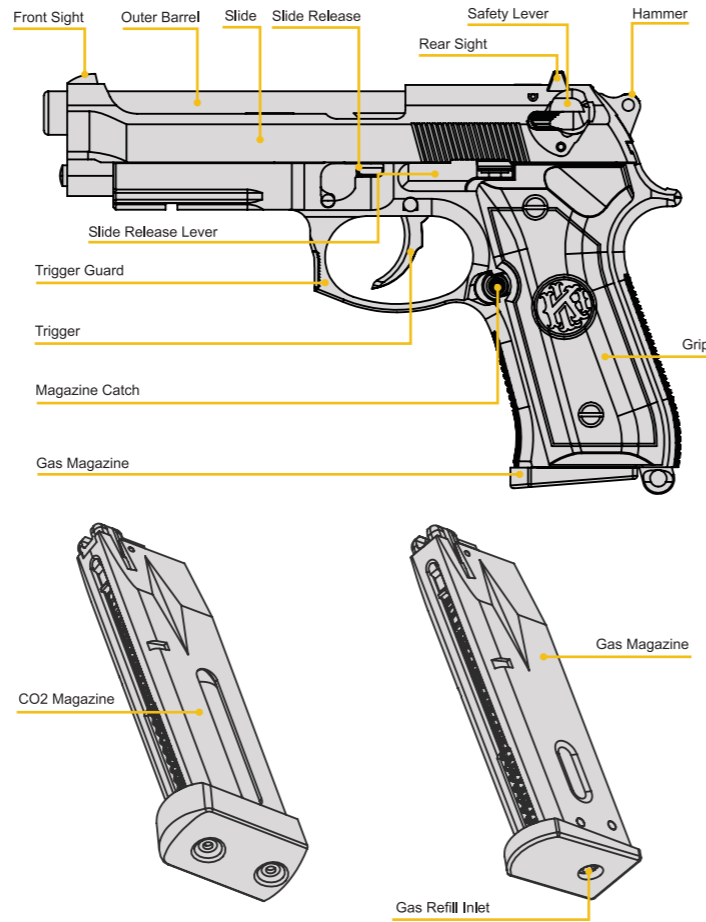 Front Sight
Outer Barrel
Slide
Slide Release
Safety Lever
Hammer
Rear Sight
Slide Release Lever
Trigger Guard
Trigger
Grip
Magazine Catch
Gas Magazine
Gas Magazine
CO2 Magazine
Gas Refill Inlet